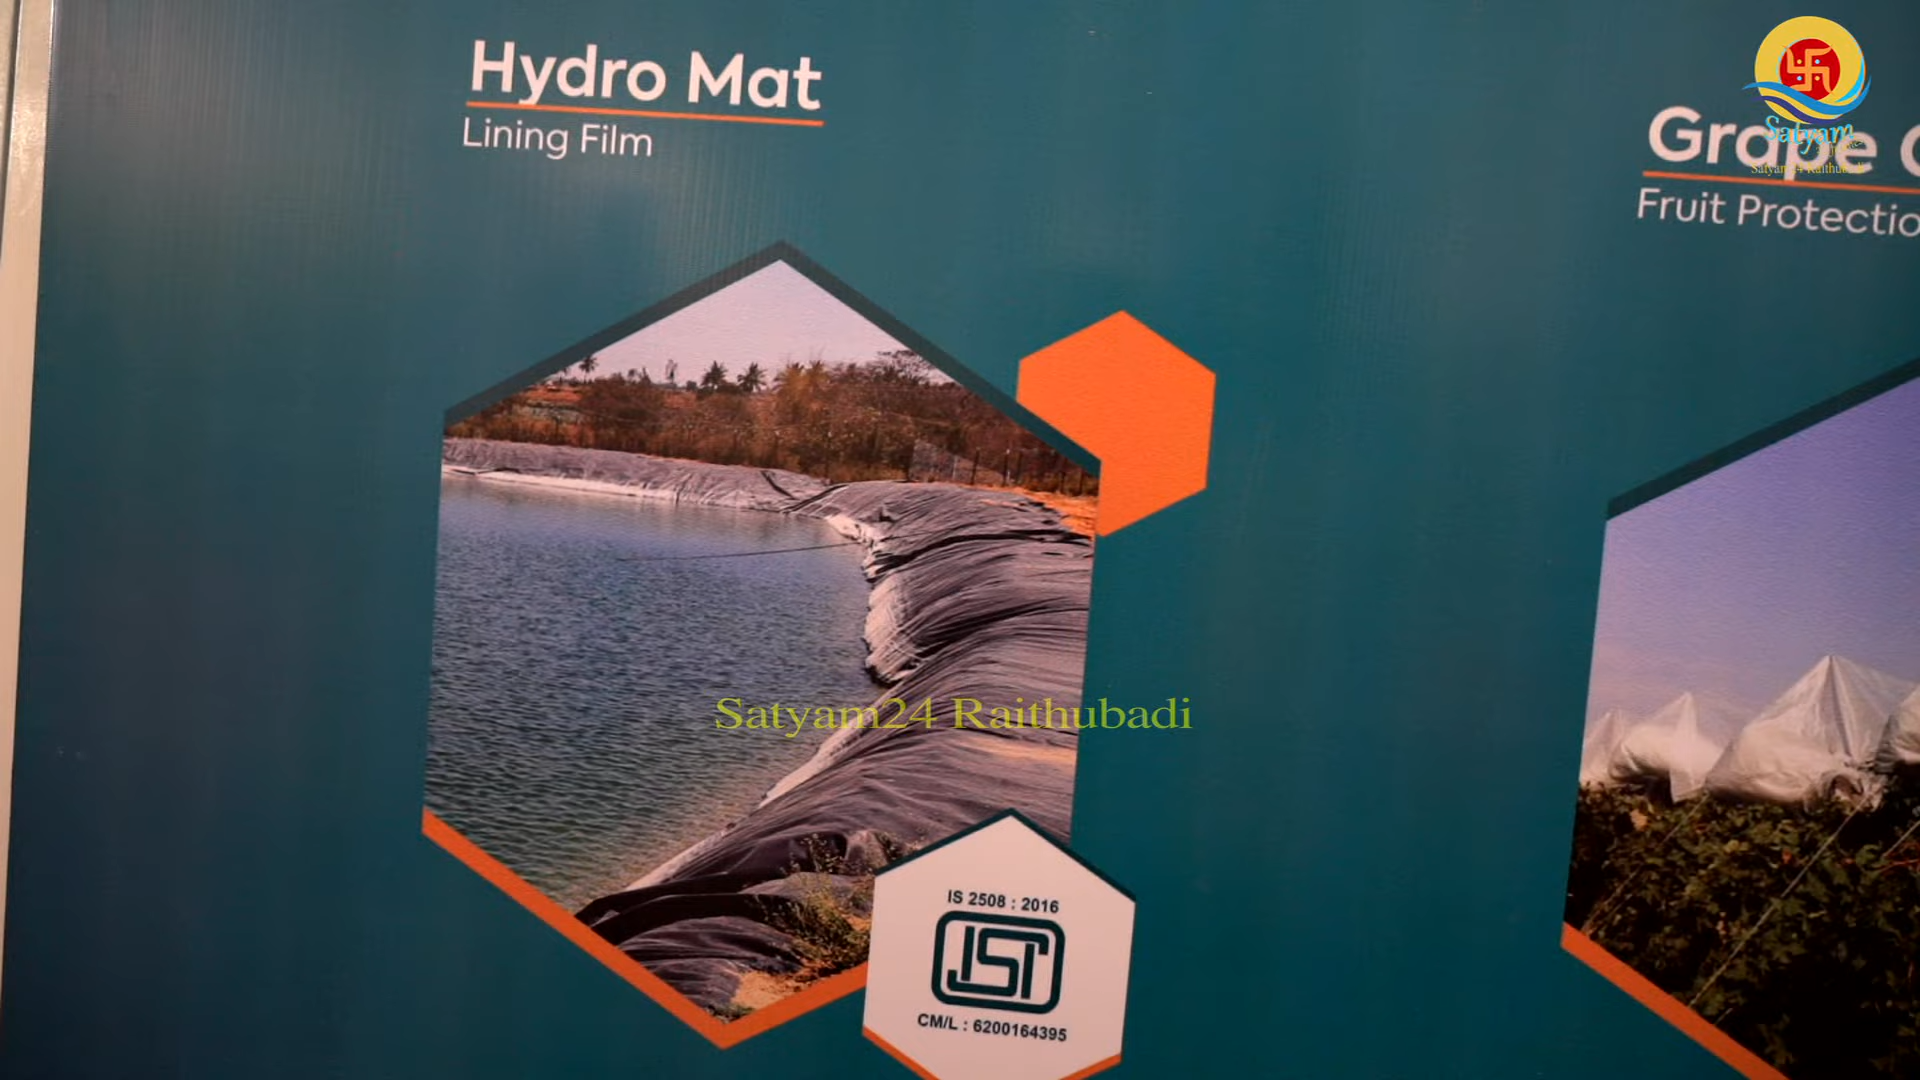 Hydro Mat
Lining Film
Satyam
Satyam24 Raithubadi
Grape
Fruit Protectio
Satyam24 Raithubadi
IS 2508 : 2016
ISI
CM/L : 6200164395